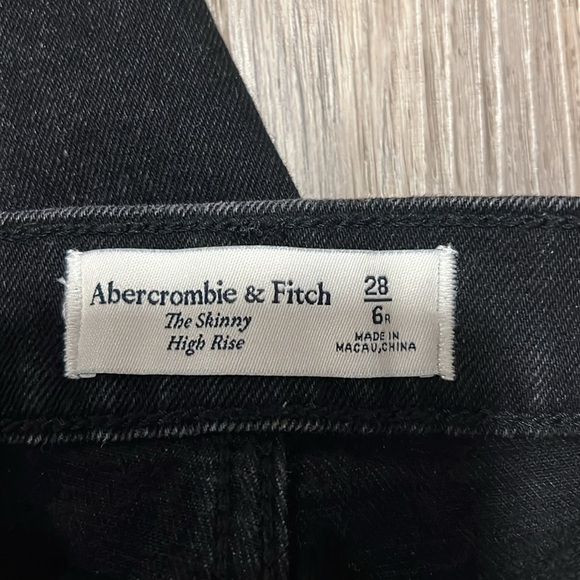 Abercrombie & Fitch
The Skinny
High Rise
28
6R
MADE IN
MACAU,CHINA